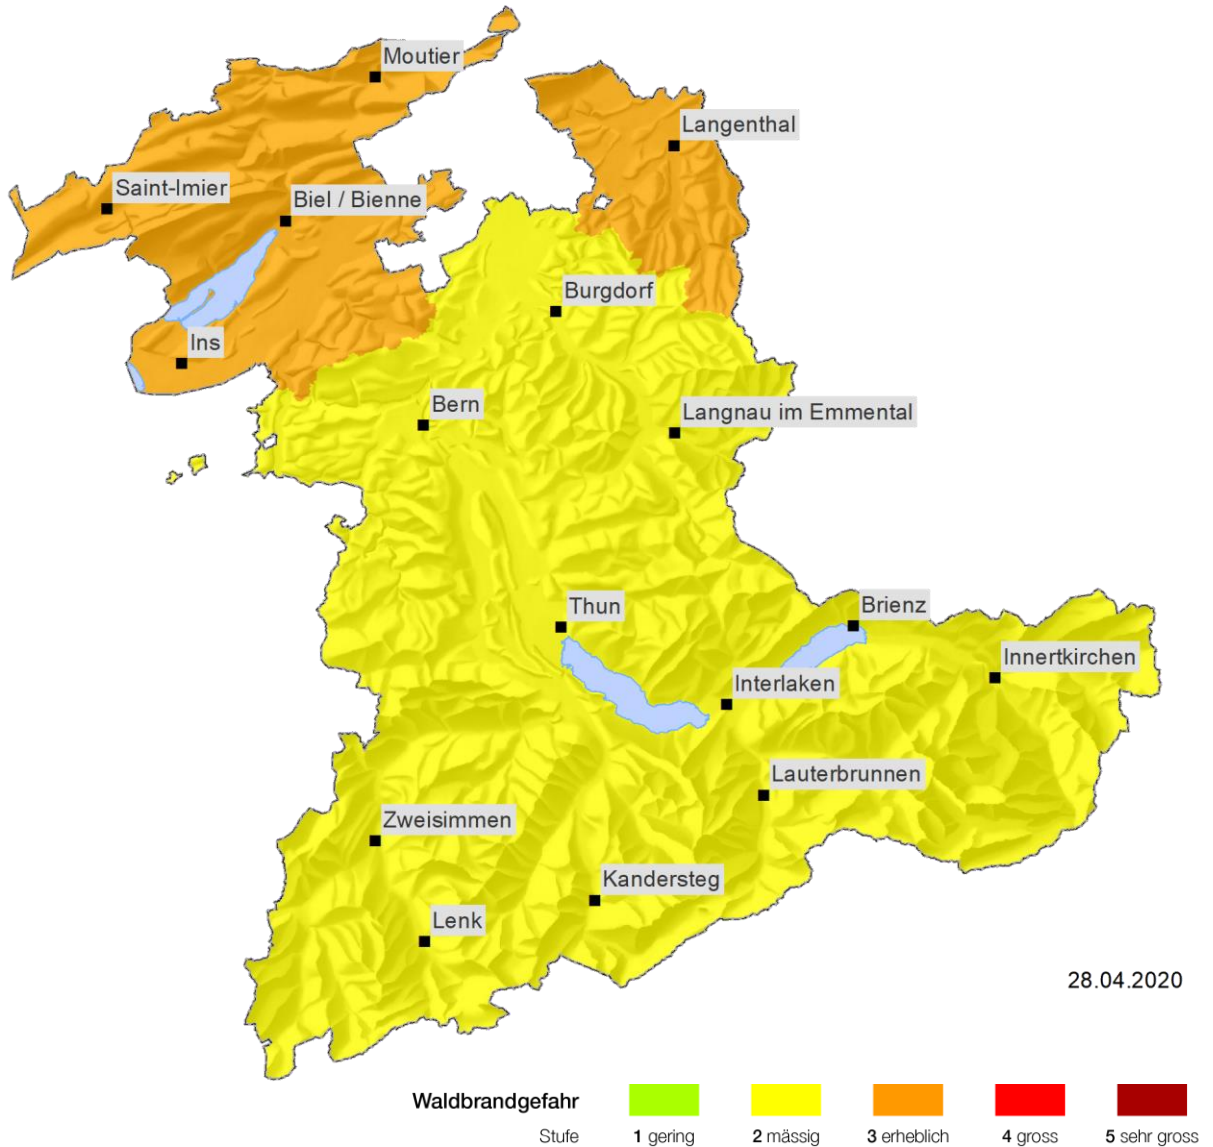 Moutier
Langenthal
Saint-Imier
Biel / Bienne
Burgdorf
Ins
Bern
Langnau im Emmental
Thun
Brienz
Innertkirchen
Interlaken
Lauterbrunnen
Zweisimmen
Kandersteg
Lenk
28.04.2020
Waldbrandgefahr
Stufe 1 gering 2 mässig 3 erheblich 4 gross 5 sehr gross